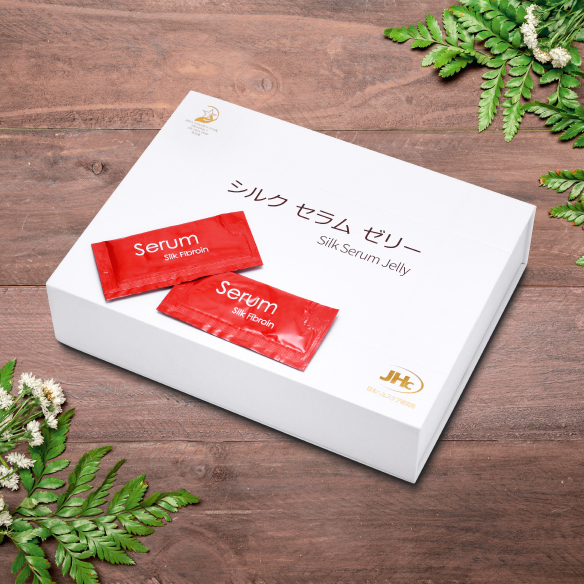 シルク セラム ゼリー
Silk Serum Jelly
Serum
Silk Fibroin
Serum
Silk Fibroin
JHc